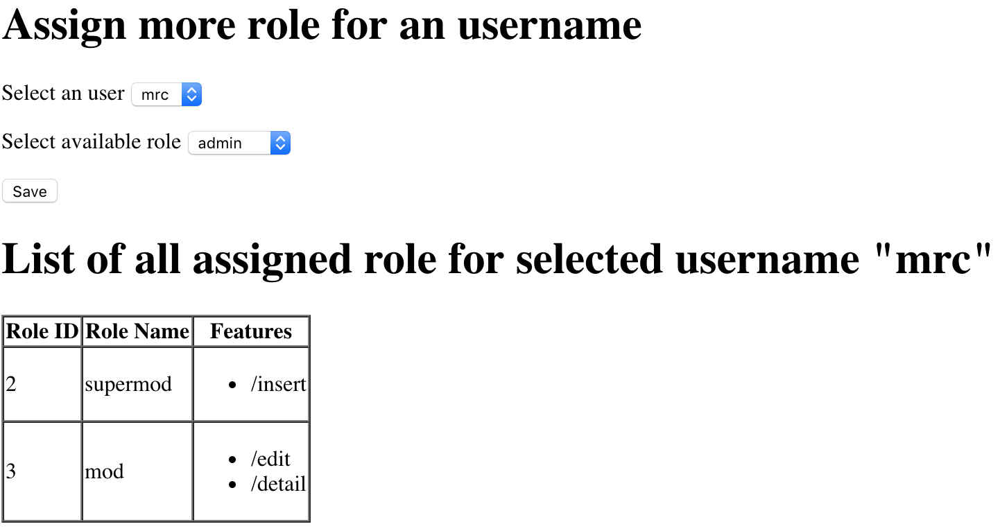 Assign more role for an username
Select an user mrc
Select available role admin
Save
List of all assigned role for selected username "mrc"
Role ID Role Name Features
2 supermod • /insert
3 mod • /edit
• /detail